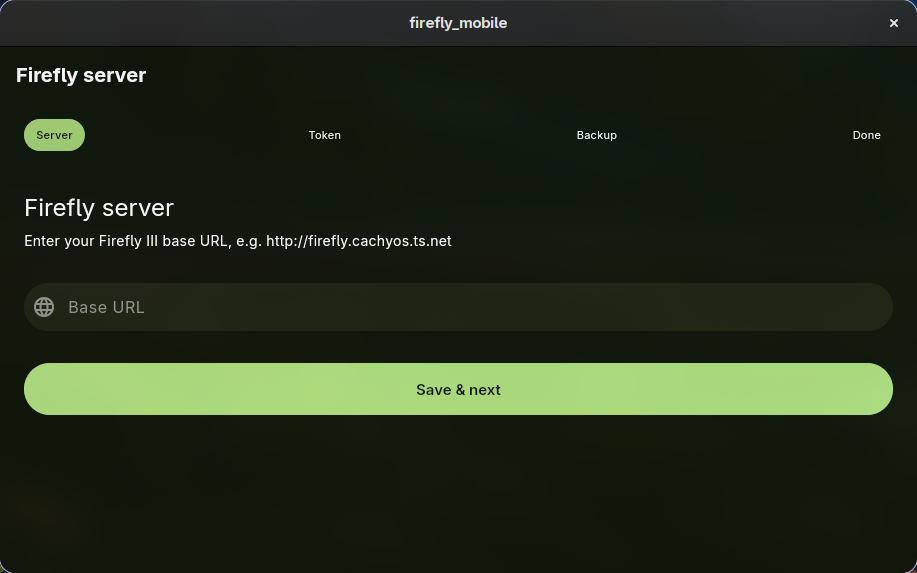 firefly_mobile
Firefly server
Server Token Backup Done
Firefly server
Enter your Firefly III base URL, e.g. http://firefly.cachyos.ts.net
Base URL
Save & next